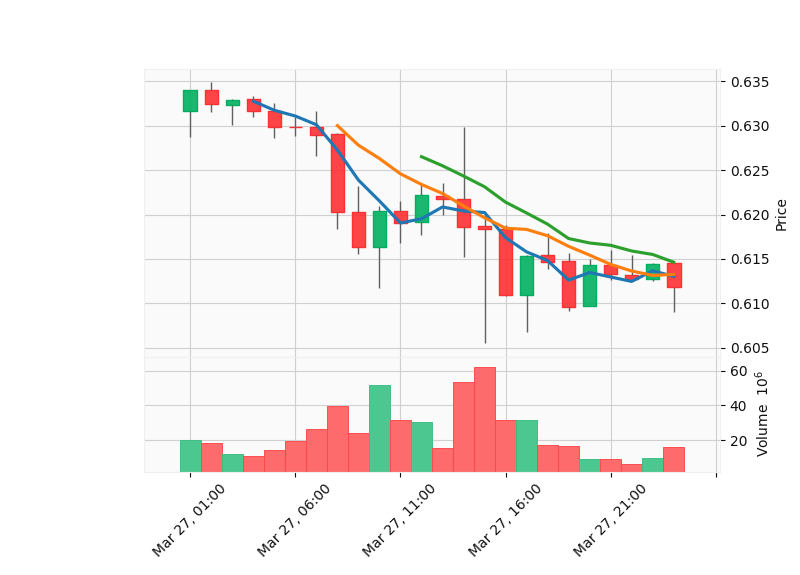 0.635
0.630
0.625
0.620
0.615
0.610
0.605
Price
60
40
20
Volume 10^6
Mar 27, 01:00
Mar 27, 06:00
Mar 27, 11:00
Mar 27, 16:00
Mar 27, 21:00